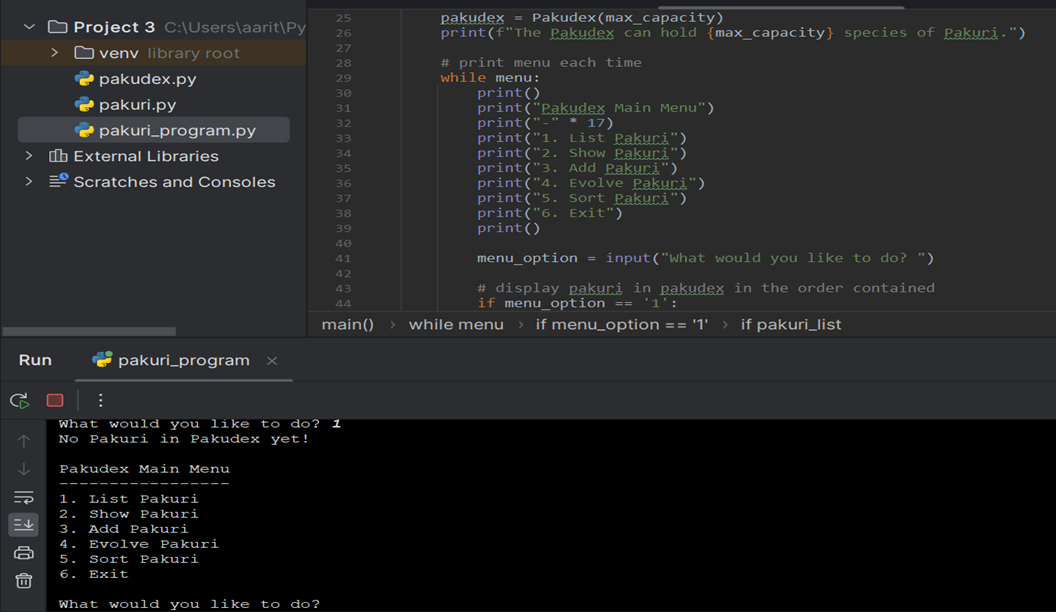 Project 3 C:\Users\aarit\Py
venv library root
pakudex.py
pakuri.py
pakuri_program.py
External Libraries
Scratches and Consoles
25 pakudex = Pakudex(max_capacity)
26 print(f"The Pakudex can hold {max_capacity} species of Pakuri.")
27
28 # print menu each time
29 while menu:
30 print()
31 print("Pakudex Main Menu")
32 print("-" * 17)
33 print("1. List Pakuri")
34 print("2. Show Pakuri")
35 print("3. Add Pakuri")
36 print("4. Evolve Pakuri")
37 print("5. Sort Pakuri")
38 print("6. Exit")
39 print()
40
41 menu_option = input("What would you like to do? ")
42
43 # display pakuri in pakudex in the order contained
44 if menu_option == '1':
main() > while menu > if menu_option == '1' > if pakuri_list
Run pakuri_program ×
What would you like to do? 1
No Pakuri in Pakudex yet!
Pakudex Main Menu
-----------------
1. List Pakuri
2. Show Pakuri
3. Add Pakuri
4. Evolve Pakuri
5. Sort Pakuri
6. Exit
What would you like to do?